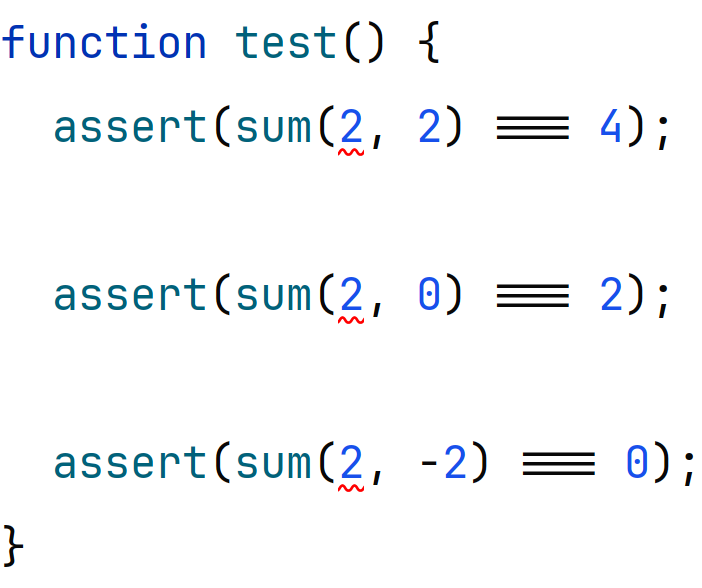 function test() {
  assert(sum(2, 2) === 4);
  assert(sum(2, 0) === 2);
  assert(sum(2, -2) === 0);
}